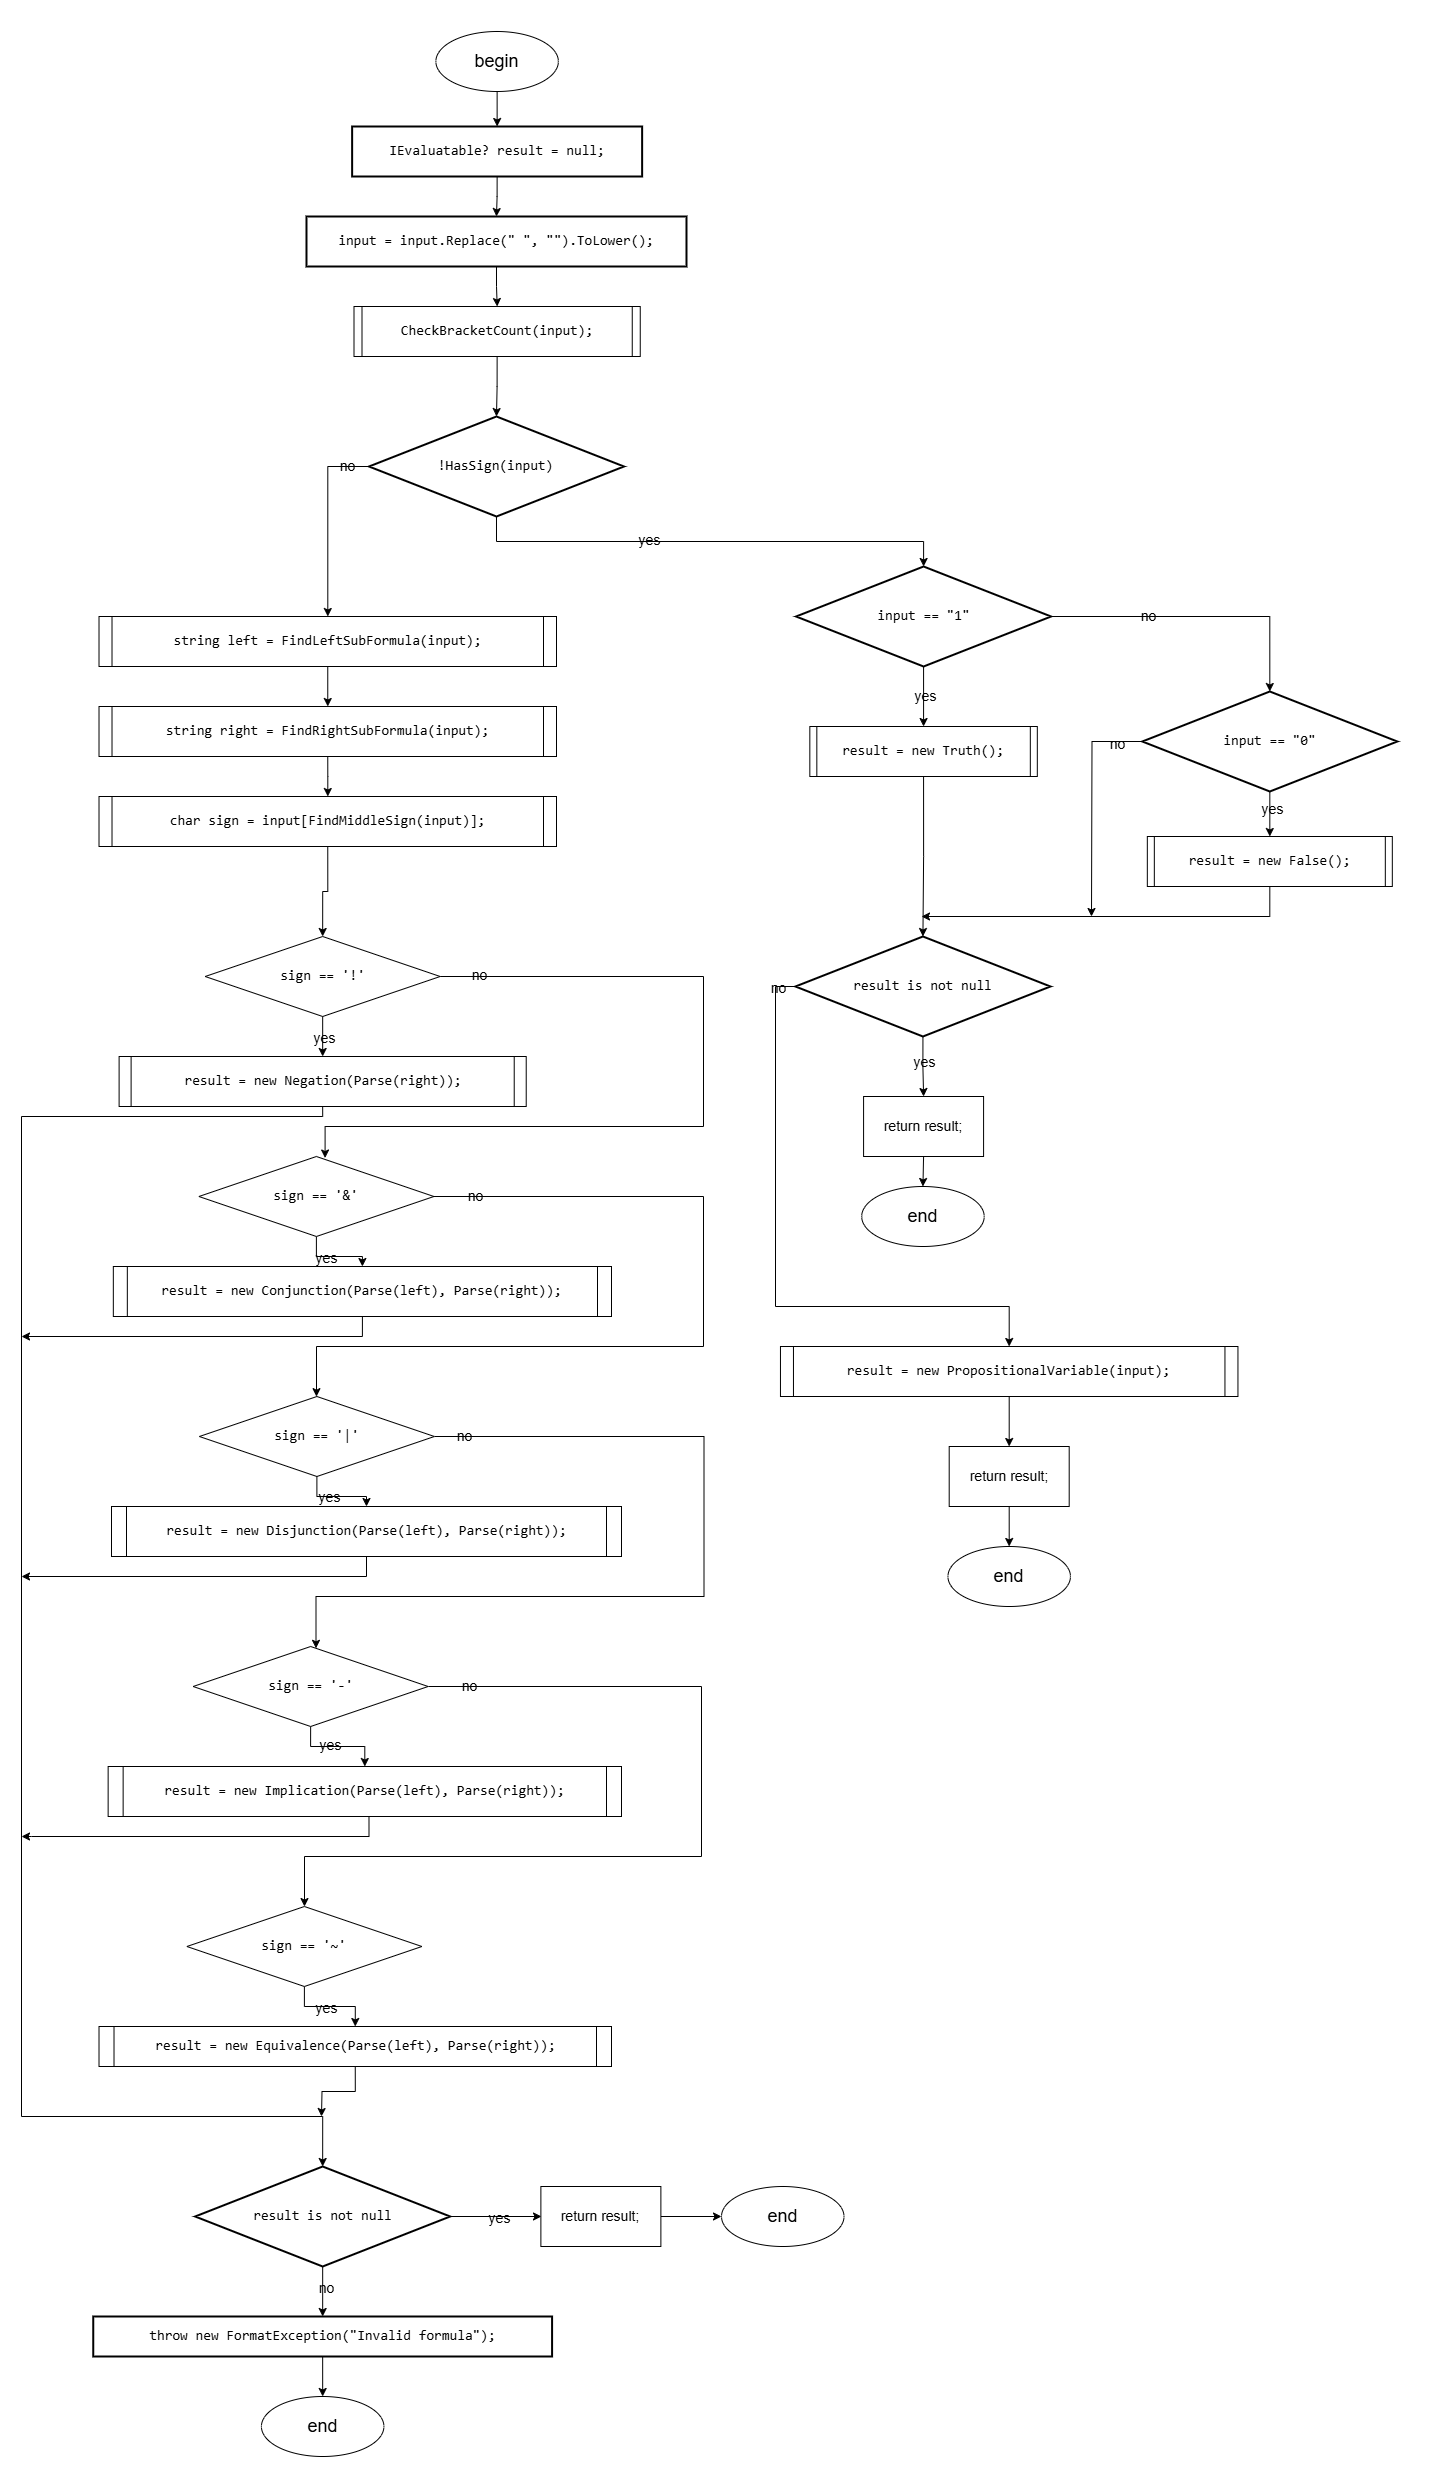 begin
IEvaluatable? result = null;
input = input.Replace(" ", "").ToLower();
CheckBracketCount(input);
!HasSign(input)
no
yes
string left = FindLeftSubFormula(input);
string right = FindRightSubFormula(input);
char sign = input[FindMiddleSign(input)];
sign == '!'
no
yes
result = new Negation(Parse(right));
sign == '&'
no
yes
result = new Conjunction(Parse(left), Parse(right));
sign == '|'
no
yes
result = new Disjunction(Parse(left), Parse(right));
sign == '-'
no
yes
result = new Implication(Parse(left), Parse(right));
sign == '~'
yes
result = new Equivalence(Parse(left), Parse(right));
result is not null
yes
return result;
end
no
throw new FormatException("Invalid formula");
end
input == "1"
no
yes
result = new Truth();
input == "0"
no
yes
result = new False();
result is not null
no
yes
return result;
end
result = new PropositionalVariable(input);
return result;
end